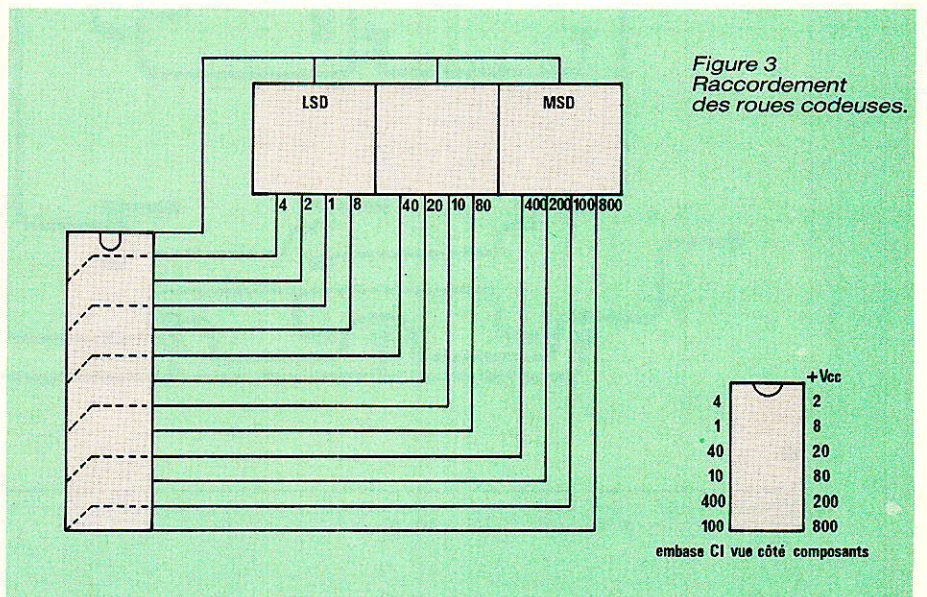 Figure 3
Raccordement
des roues codeuses.
LSD MSD
4 2 1 8 40 20 10 80 400 200 100 800
+Vcc
4 2
1 8
40 20
10 80
400 200
100 800
embase CI vue côté composants